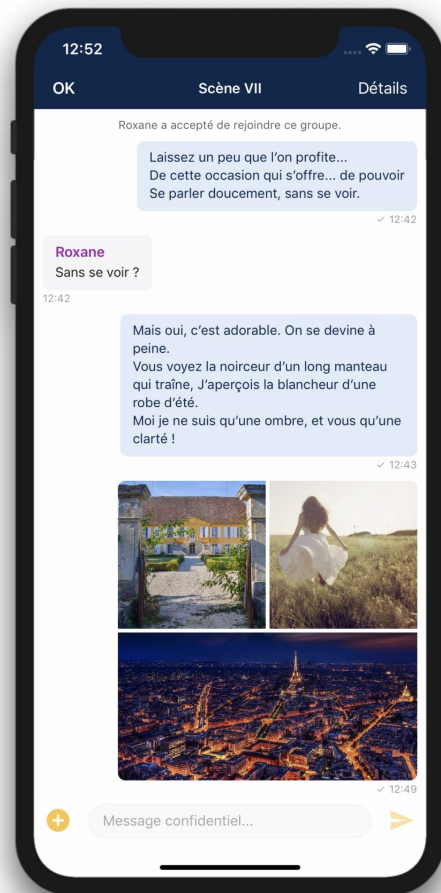 12:52
OK Scène VII Détails
Roxane a accepté de rejoindre ce groupe.
Laissez un peu que l'on profite...
De cette occasion qui s'offre... de pouvoir
Se parler doucement, sans se voir.
✓ 12:42
Roxane
Sans se voir ?
12:42
Mais oui, c'est adorable. On se devine à
peine.
Vous voyez la noirceur d'un long manteau
qui traîne, J'aperçois la blancheur d'une
robe d'été.
Moi je ne suis qu'une ombre, et vous qu'une
clarté !
✓ 12:43
✓ 12:49
Message confidentiel...